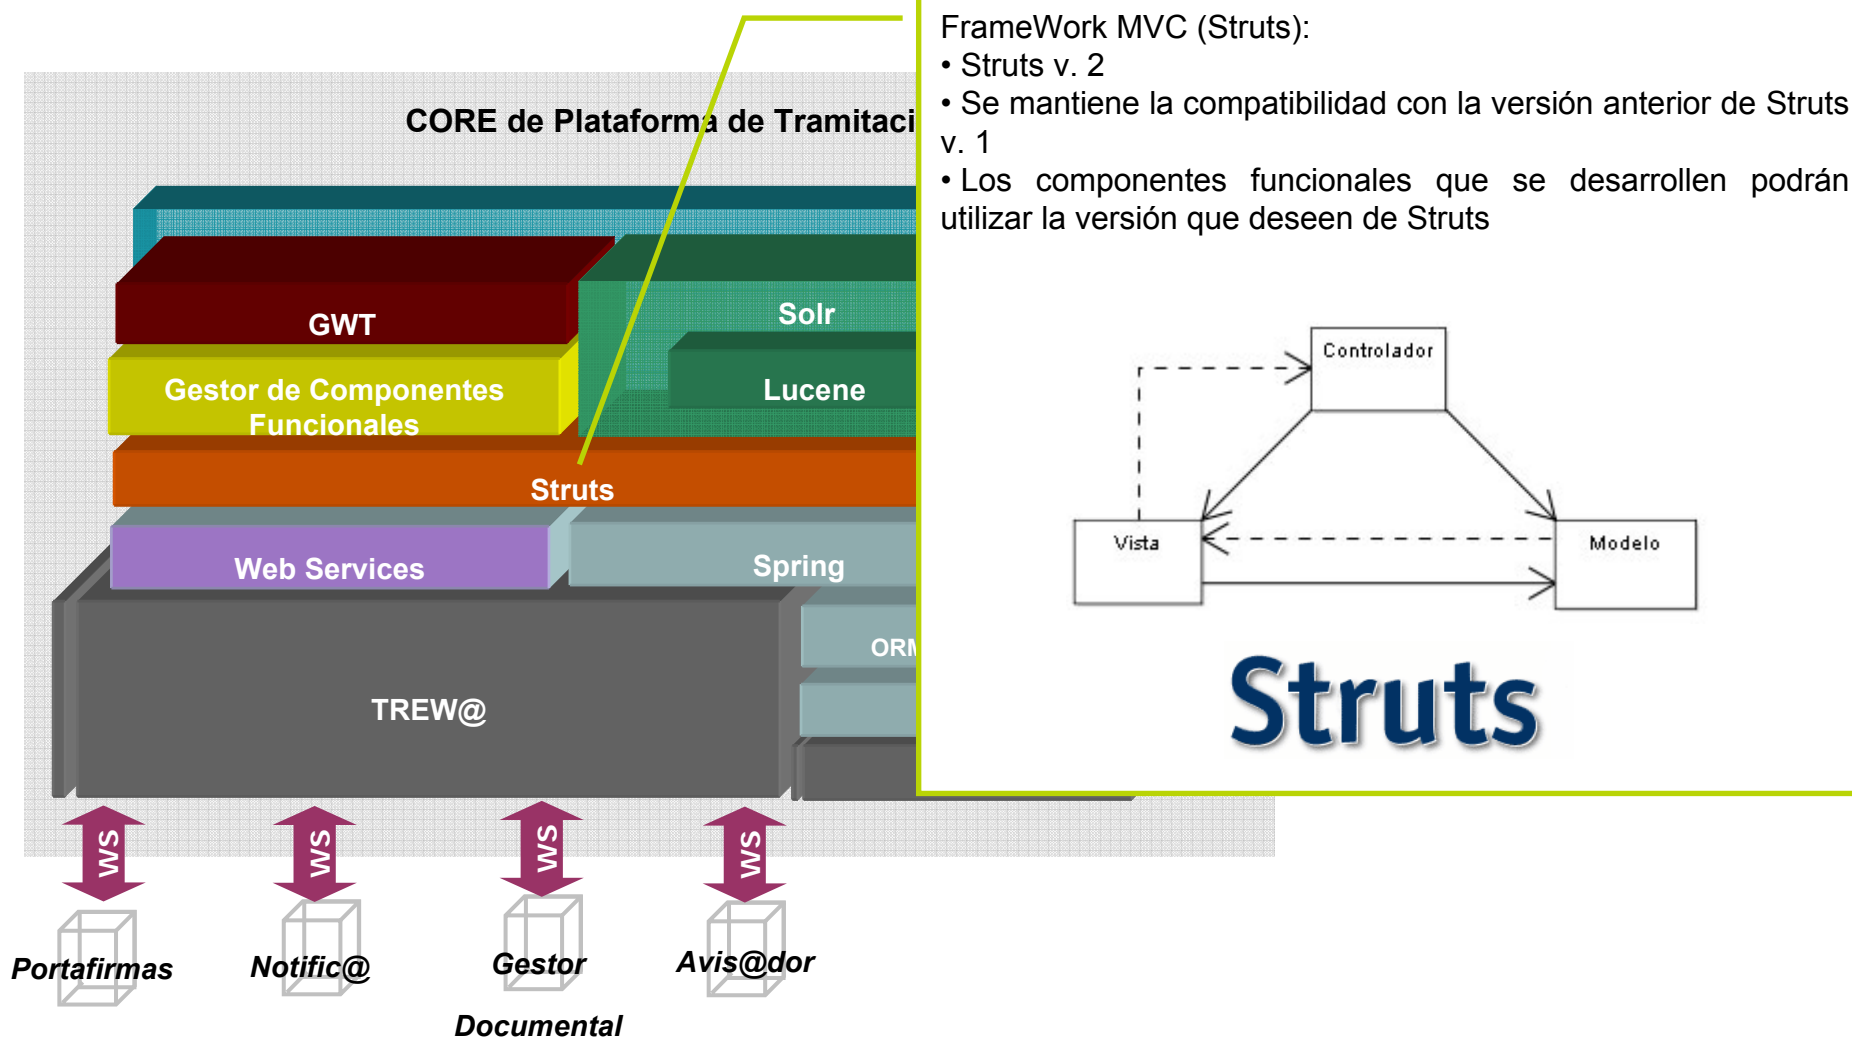 FrameWork MVC (Struts):
• Struts v. 2
• Se mantiene la compatibilidad con la versión anterior de Struts
v. 1
• Los componentes funcionales que se desarrollen podrán
utilizar la versión que deseen de Struts
CORE de Plataforma de Tramitaci
GWT
Solr
Gestor de Componentes
Funcionales
Lucene
Struts
Web Services
Spring
ORM
TREW@
Controlador
Vista
Modelo
Struts
WS
WS
WS
WS
Portafirmas
Notific@
Gestor
Documental
Avis@dor